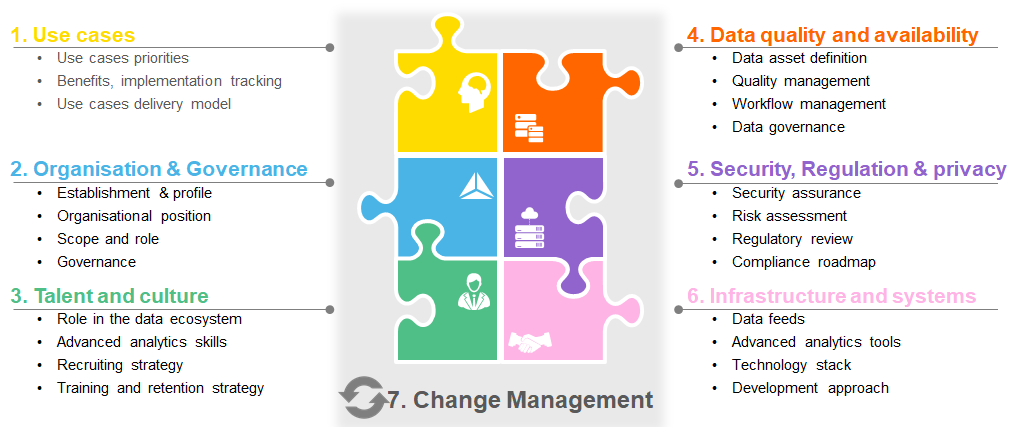 1. Use cases
• Use cases priorities
• Benefits, implementation tracking
• Use cases delivery model
2. Organisation & Governance
• Establishment & profile
• Organisational position
• Scope and role
• Governance
3. Talent and culture
• Role in the data ecosystem
• Advanced analytics skills
• Recruiting strategy
• Training and retention strategy
4. Data quality and availability
• Data asset definition
• Quality management
• Workflow management
• Data governance
5. Security, Regulation & privacy
• Security assurance
• Risk assessment
• Regulatory review
• Compliance roadmap
6. Infrastructure and systems
• Data feeds
• Advanced analytics tools
• Technology stack
• Development approach
7. Change Management